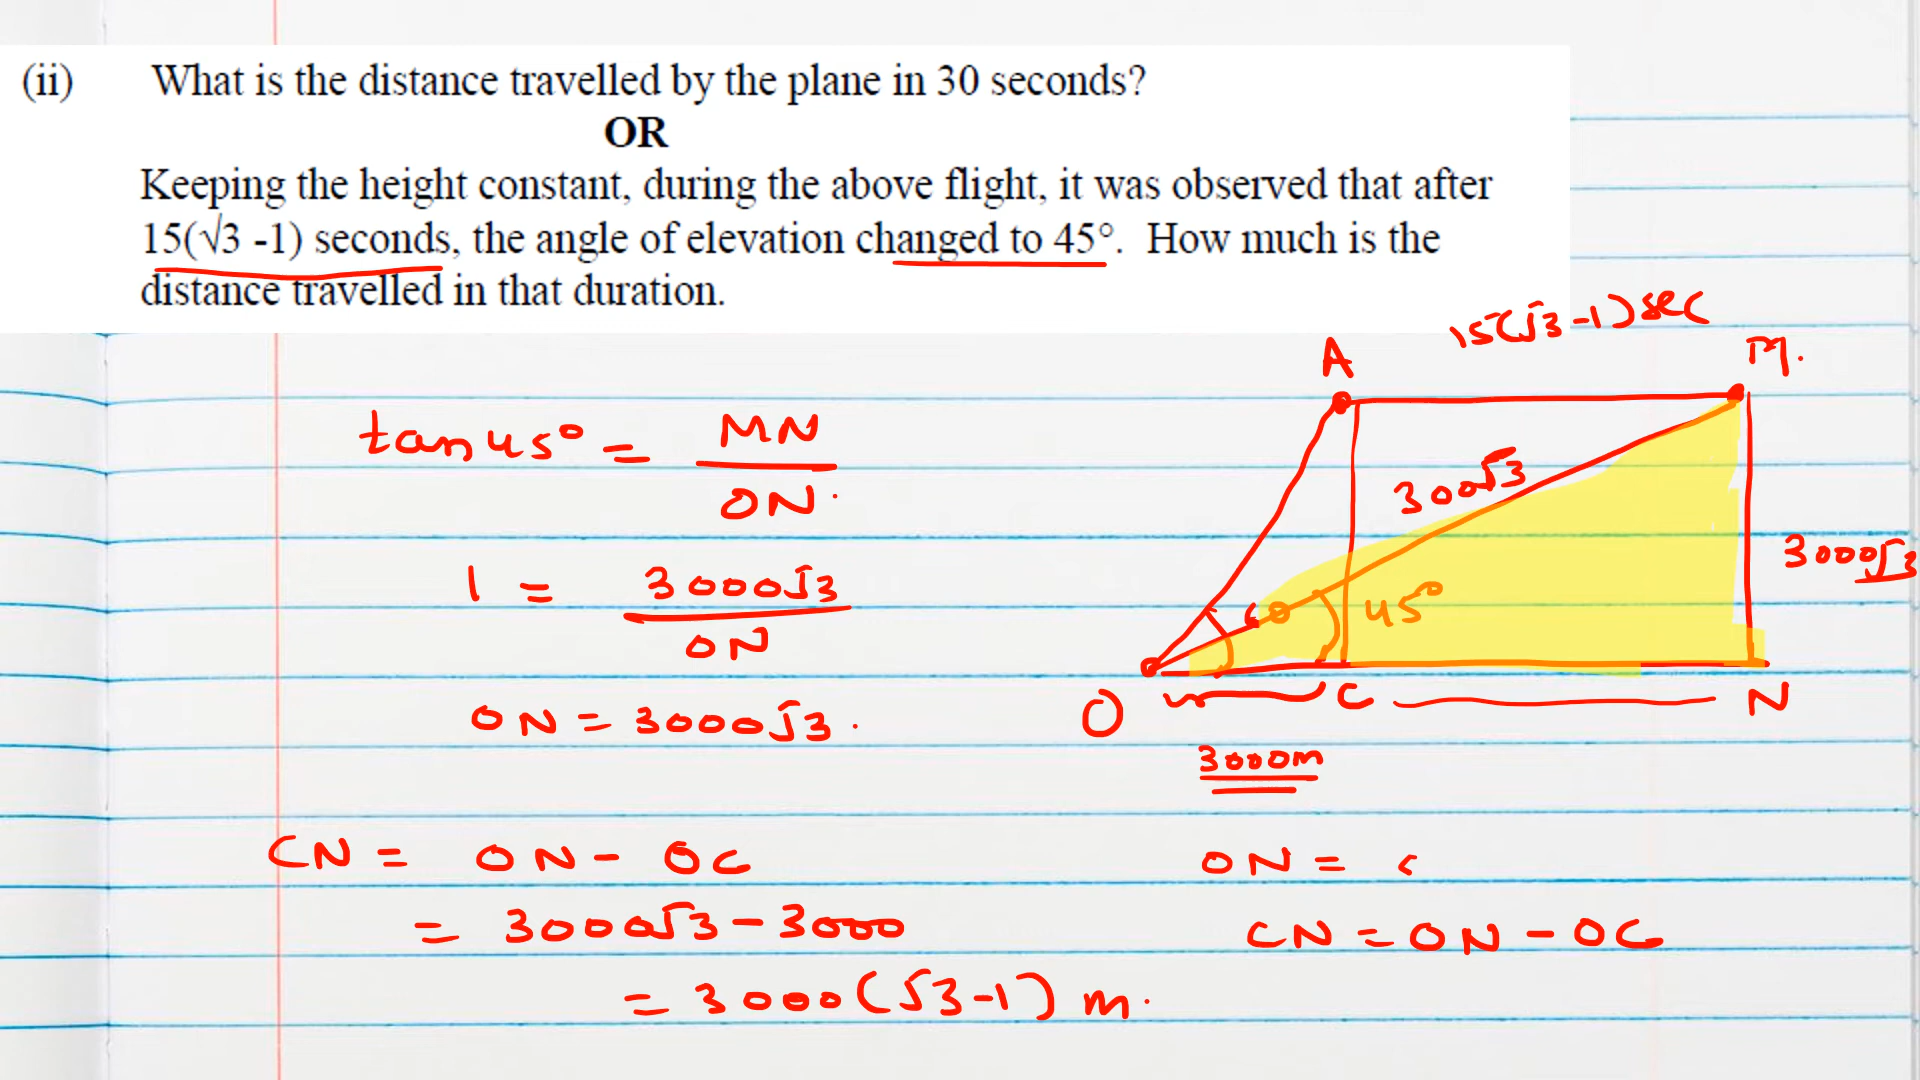 (ii) What is the distance travelled by the plane in 30 seconds?
OR
Keeping the height constant, during the above flight, it was observed that after
15(√3 -1) seconds, the angle of elevation changed to 45°. How much is the
distance travelled in that duration.
15(√3-1) sec
A
M.
tan 45° = MN
ON.
300√3
3000√3
1 = 3000√3
ON
60
45°
ON = 3000√3.
O
C
N
3000m
CN = ON - OC
= 3000√3 - 3000
= 3000(√3-1) m.
ON =
CN = ON - OC